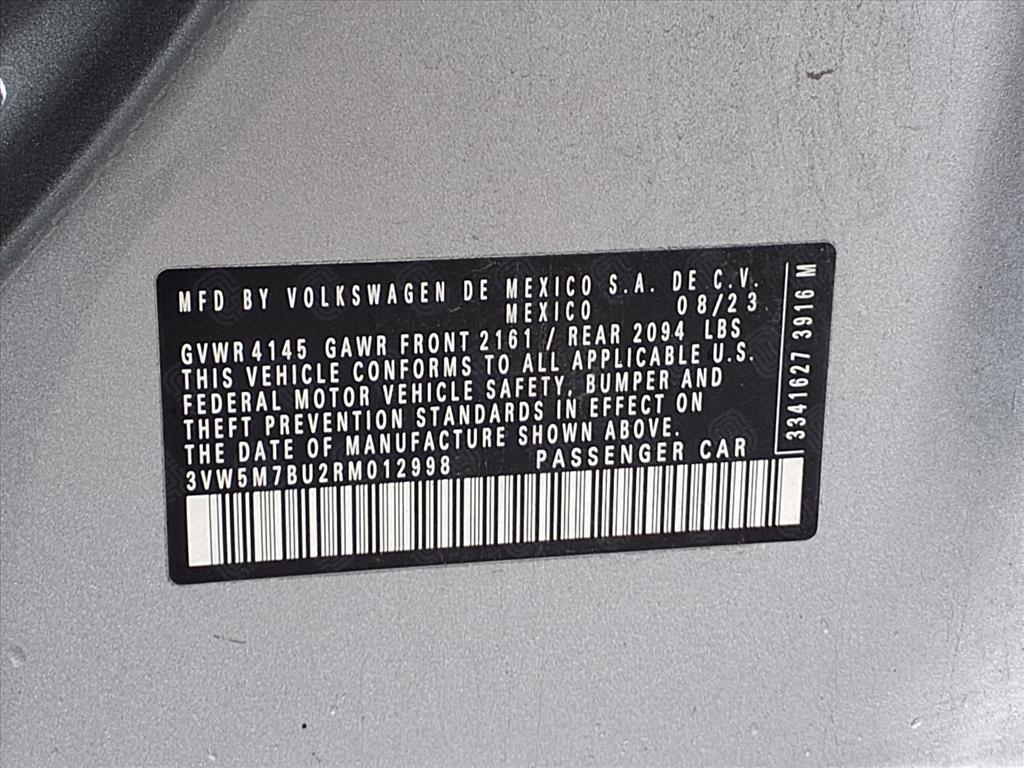 MFD BY VOLKSWAGEN DE MEXICO S.A. DE C.V.
MEXICO 08/23
GVWR 4145 GAWR FRONT 2161 / REAR 2094 LBS
THIS VEHICLE CONFORMS TO ALL APPLICABLE U.S.
FEDERAL MOTOR VEHICLE SAFETY, BUMPER AND
THEFT PREVENTION STANDARDS IN EFFECT ON
THE DATE OF MANUFACTURE SHOWN ABOVE.
3VW5M7BU2RM012998 PASSENGER CAR
3341627 3916 M